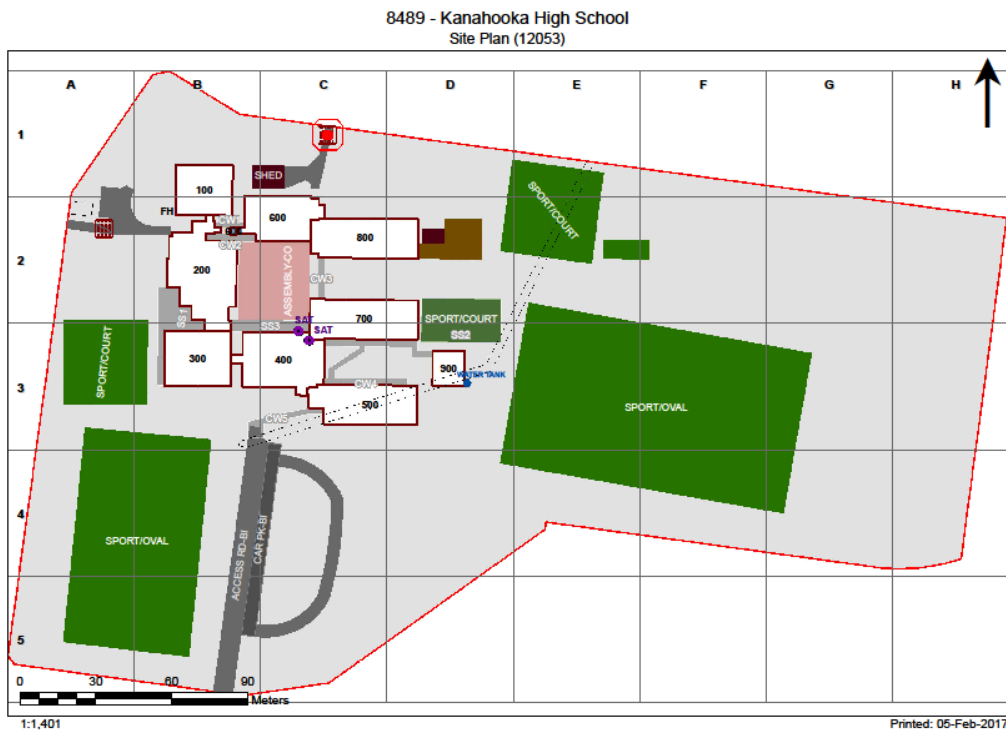 8489 - Kanahooka High School
Site Plan (12053)
A B C D E F G H
1
SHED
100
FH
CW1
600
SPORT/COURT
800
CW2
2
200
ASSEMBLY-CO
CW3
SS1
SS3
SAT
SAT
700
SPORT/COURT
SS2
SPORT/COURT
3
300
400
900
WATER TANK
CW4
500
SPORT/OVAL
CW5
4
SPORT/OVAL
ACCESS RD-BI
CAR PK-BI
5
0 30 60 90
Meters
1:1,401
Printed: 05-Feb-2017